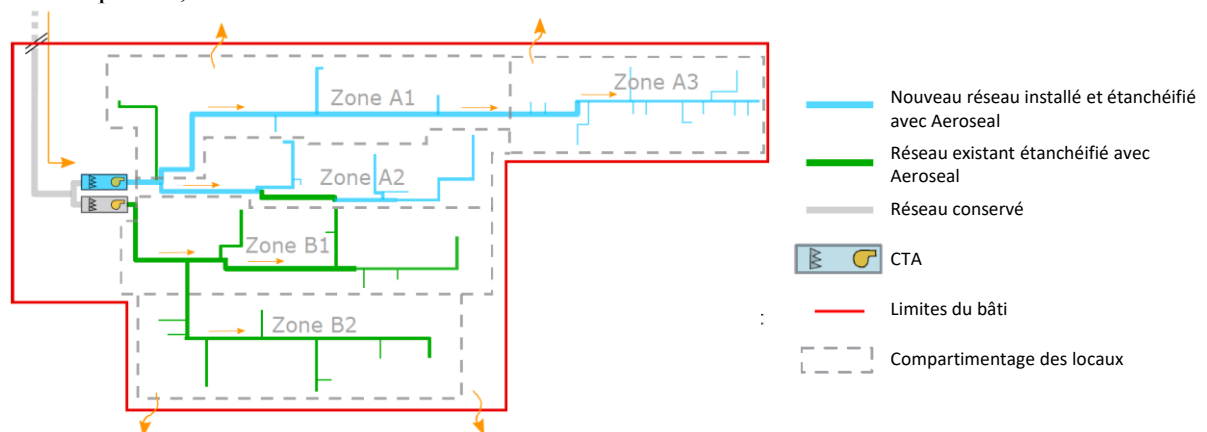 Zone A1
Zone A3
Zone A2
Zone B1
Zone B2
Nouveau réseau installé et étanchéifié
avec Aeroseal
Réseau existant étanchéifié avec
Aeroseal
Réseau conservé
CTA
:
Limites du bâti
Compartimentage des locaux